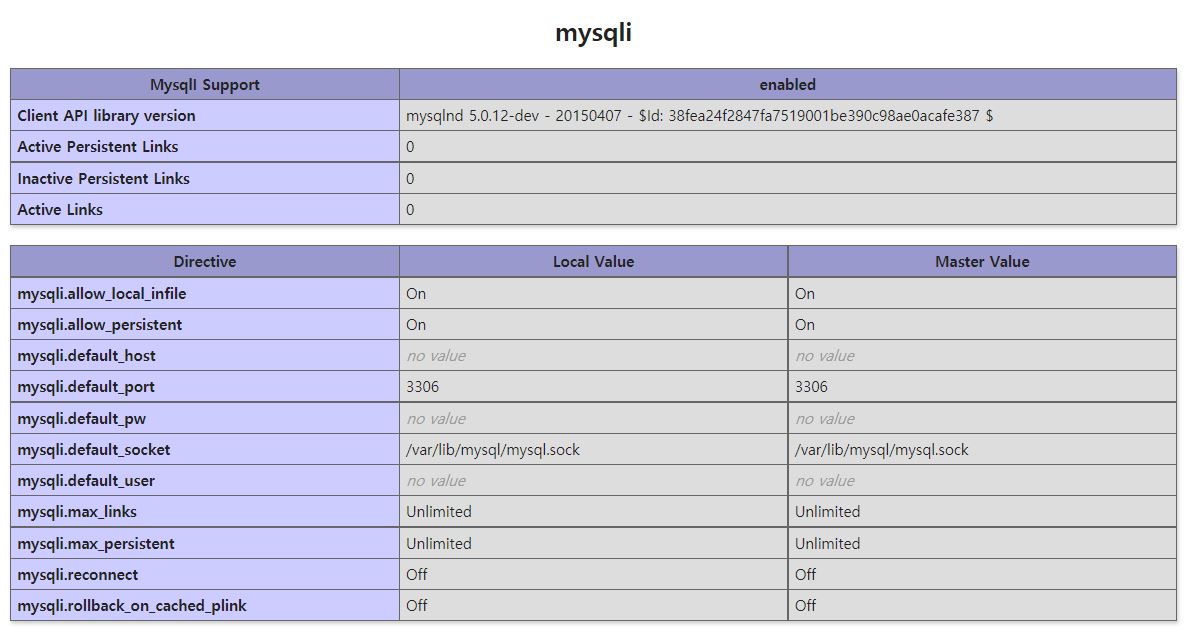 mysqli
MysqlI Support enabled
Client API library version mysqlnd 5.0.12-dev - 20150407 - $Id: 38fea24f2847fa7519001be390c98ae0acafe387 $
Active Persistent Links 0
Inactive Persistent Links 0
Active Links 0
Directive Local Value Master Value
mysqli.allow_local_infile On On
mysqli.allow_persistent On On
mysqli.default_host no value no value
mysqli.default_port 3306 3306
mysqli.default_pw no value no value
mysqli.default_socket /var/lib/mysql/mysql.sock /var/lib/mysql/mysql.sock
mysqli.default_user no value no value
mysqli.max_links Unlimited Unlimited
mysqli.max_persistent Unlimited Unlimited
mysqli.reconnect Off Off
mysqli.rollback_on_cached_plink Off Off